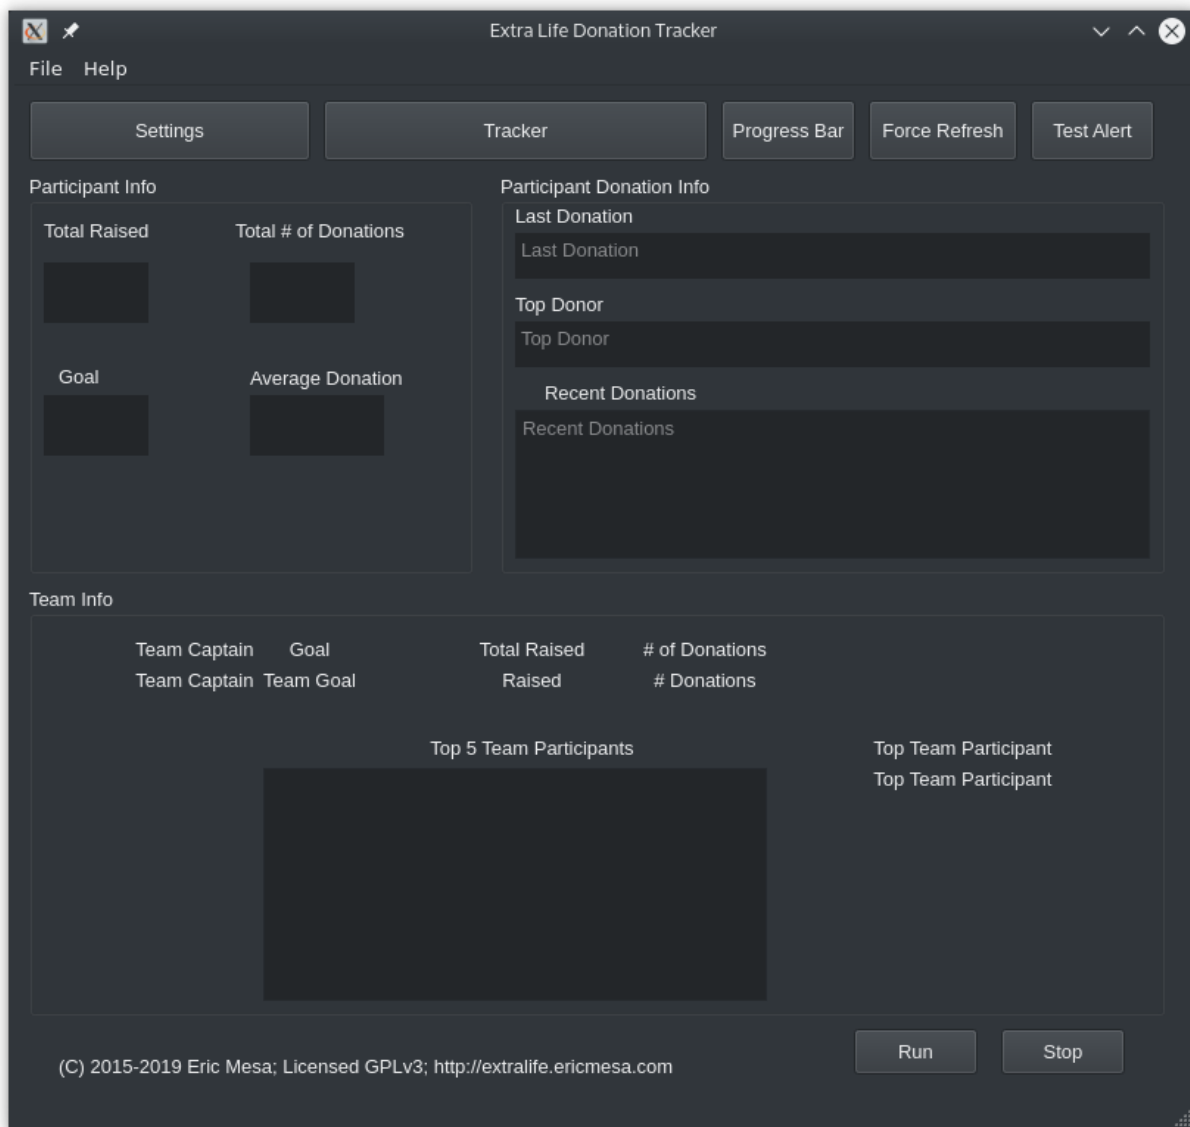 Extra Life Donation Tracker
File Help
Settings Tracker Progress Bar Force Refresh Test Alert
Participant Info
Total Raised Total # of Donations
Goal Average Donation
Participant Donation Info
Last Donation
Last Donation
Top Donor
Top Donor
Recent Donations
Recent Donations
Team Info
Team Captain Goal Total Raised # of Donations
Team Captain Team Goal Raised # Donations
Top 5 Team Participants Top Team Participant
Top Team Participant
(C) 2015-2019 Eric Mesa; Licensed GPLv3; http://extralife.ericmesa.com
Run Stop